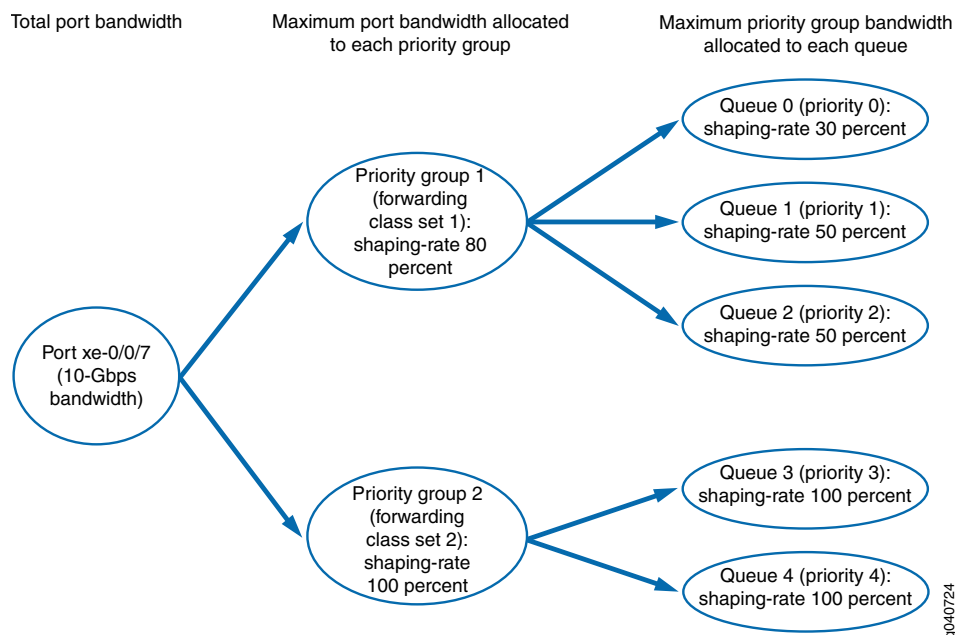 Total port bandwidth
Maximum port bandwidth allocated
to each priority group
Maximum priority group bandwidth
allocated to each queue
Port xe-0/0/7
(10-Gbps
bandwidth)
Priority group 1
(forwarding
class set 1):
shaping-rate 80
percent
Priority group 2
(forwarding
class set 2):
shaping-rate
100 percent
Queue 0 (priority 0):
shaping-rate 30 percent
Queue 1 (priority 1):
shaping-rate 50 percent
Queue 2 (priority 2):
shaping-rate 50 percent
Queue 3 (priority 3):
shaping-rate 100 percent
Queue 4 (priority 4):
shaping-rate 100 percent
g040724